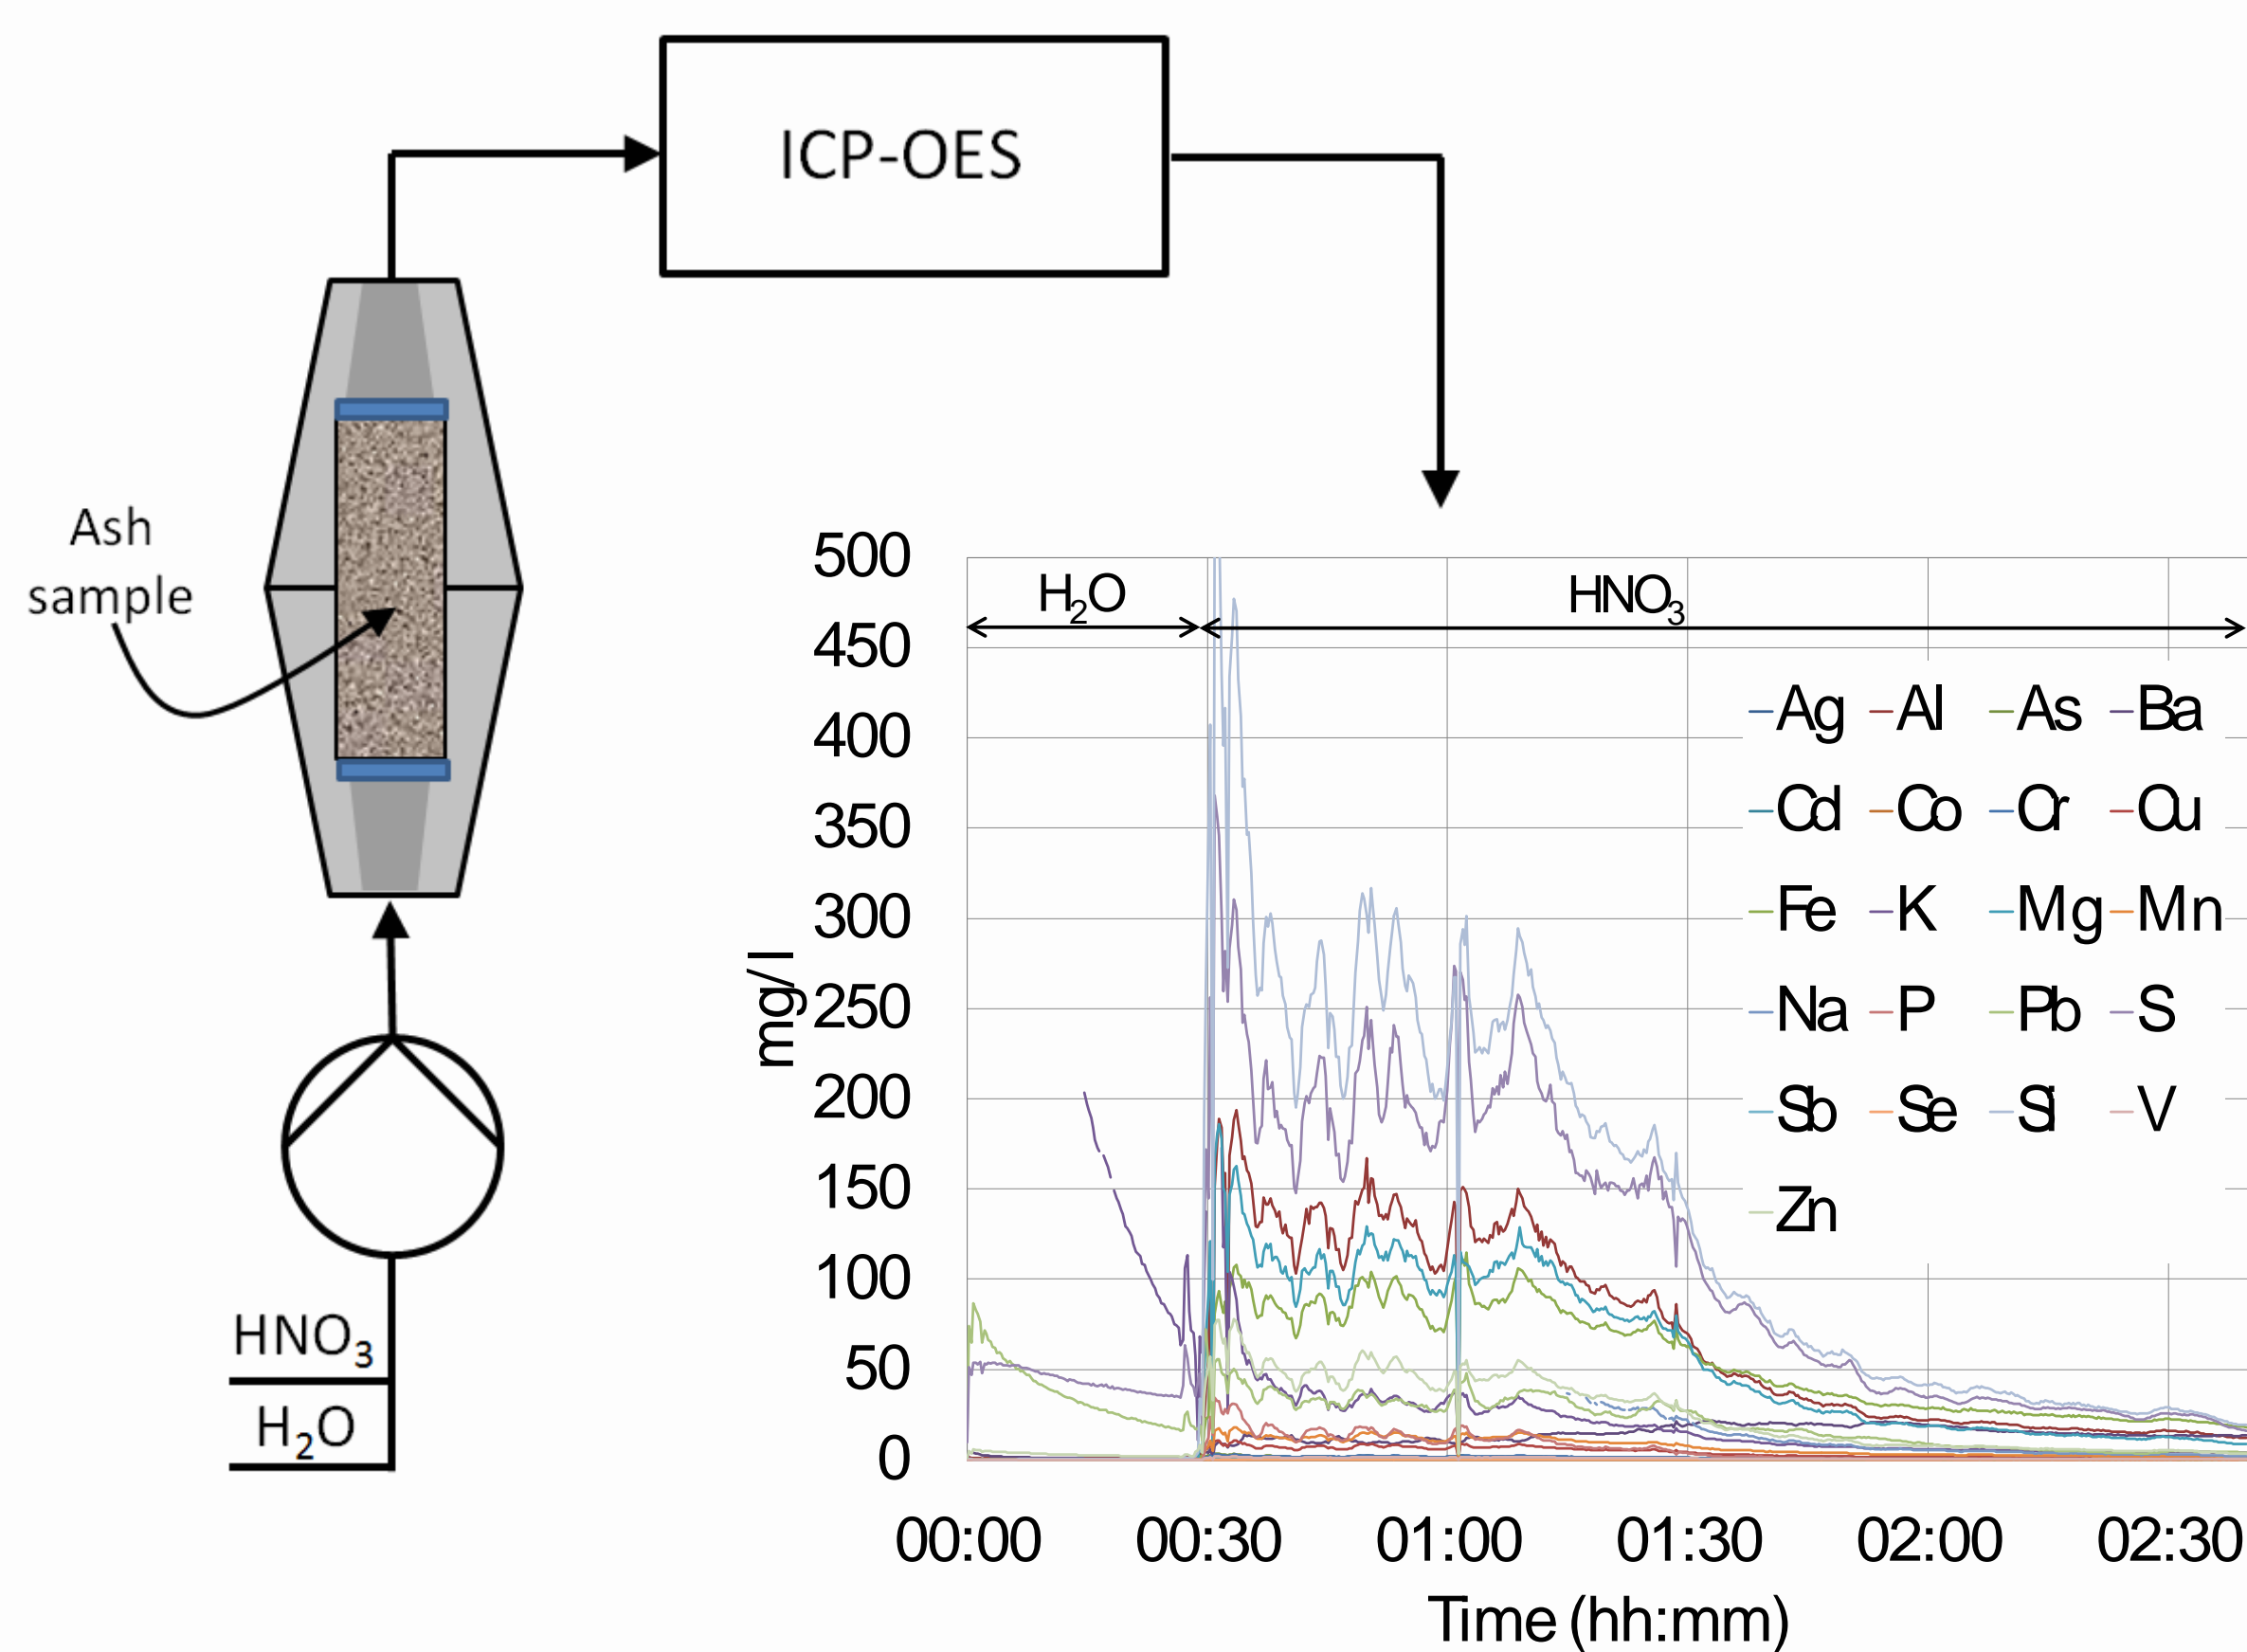 ICP-OES
Ash
sample
HNO₃
H₂O
500
450
400
350
300
250
200
150
100
50
0
mg/l
H₂O
HNO₃
Ag Al As Ba
Cd Co Cr Cu
Fe K Mg Mn
Na P Pb S
Sb Se Si V
Zn
00:00 00:30 01:00 01:30 02:00 02:30
Time (hh:mm)